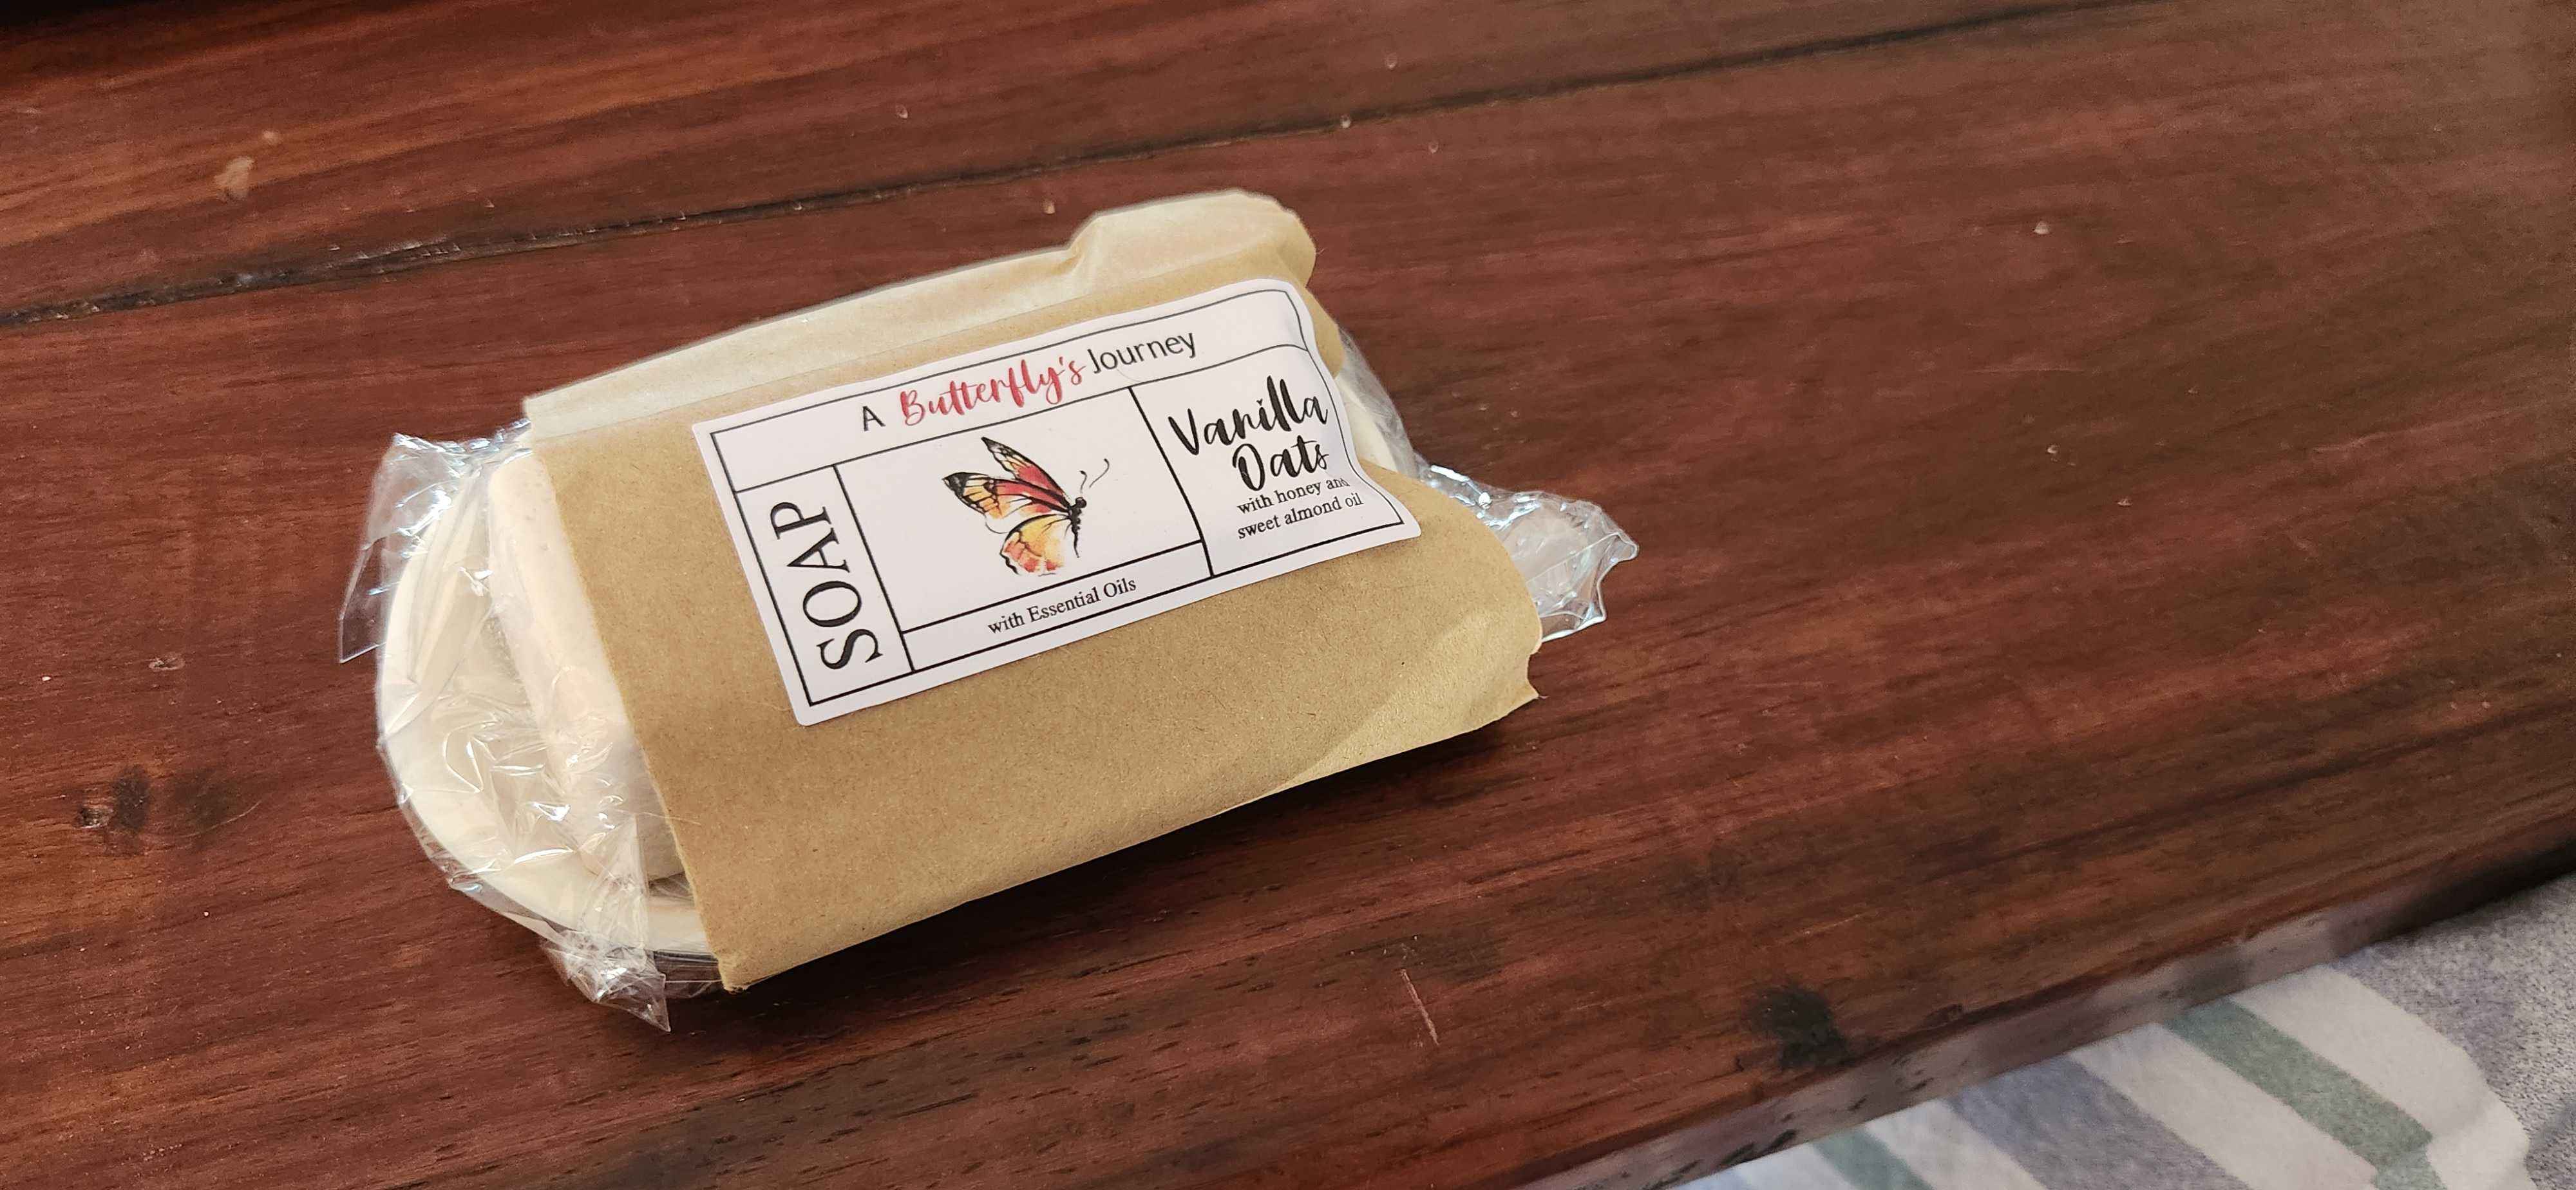 A Butterfly's Journey
SOAP
Vanilla
Oats
with honey and
sweet almond oil
with Essential Oils